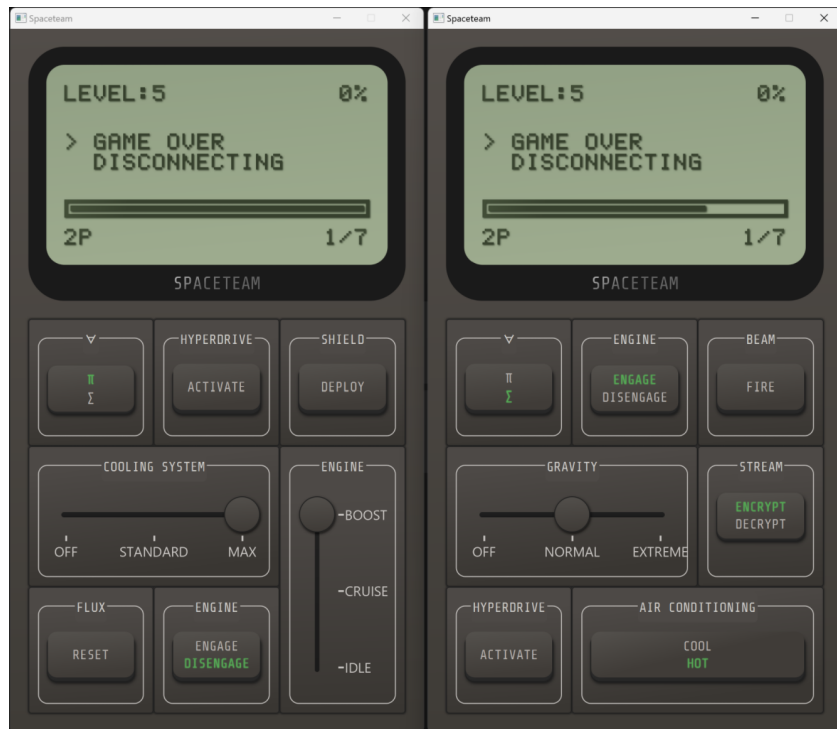 Spaceteam
LEVEL:5 0%
> GAME OVER
DISCONNECTING
2P 1/7
SPACETEAM
∀
π
Σ
HYPERDRIVE
ACTIVATE
SHIELD
DEPLOY
COOLING SYSTEM
OFF STANDARD MAX
ENGINE
-BOOST
-CRUISE
-IDLE
FLUX
RESET
ENGINE
ENGAGE
DISENGAGE
Spaceteam
LEVEL:5 0%
> GAME OVER
DISCONNECTING
2P 1/7
SPACETEAM
∀
π
Σ
ENGINE
ENGAGE
DISENGAGE
BEAM
FIRE
GRAVITY
OFF NORMAL EXTREME
STREAM
ENCRYPT
DECRYPT
HYPERDRIVE
ACTIVATE
AIR CONDITIONING
COOL
HOT